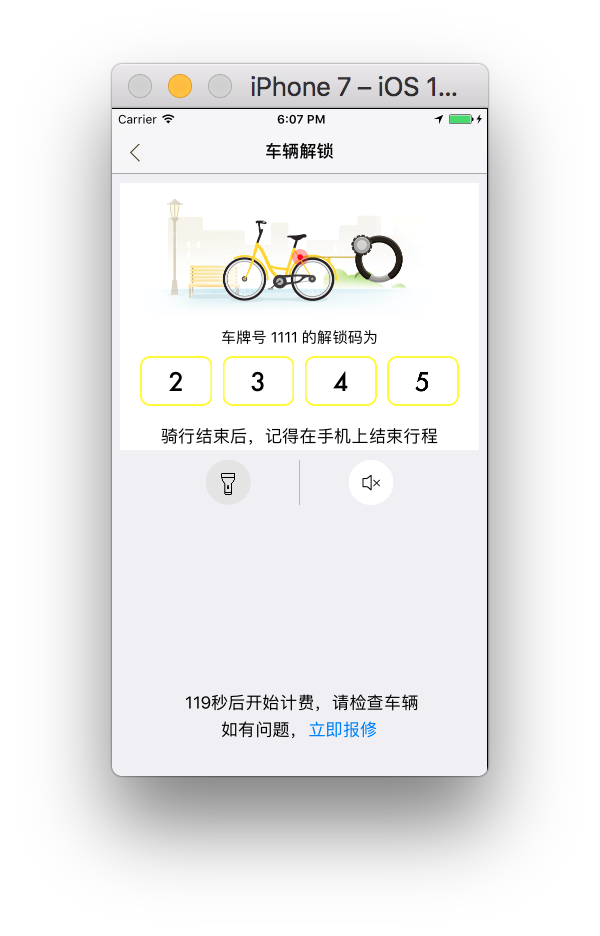 iPhone 7 – iOS 1...
Carrier 6:07 PM
车辆解锁
车牌号 1111 的解锁码为
2 3 4 5
骑行结束后，记得在手机上结束行程
119秒后开始计费，请检查车辆
如有问题，立即报修